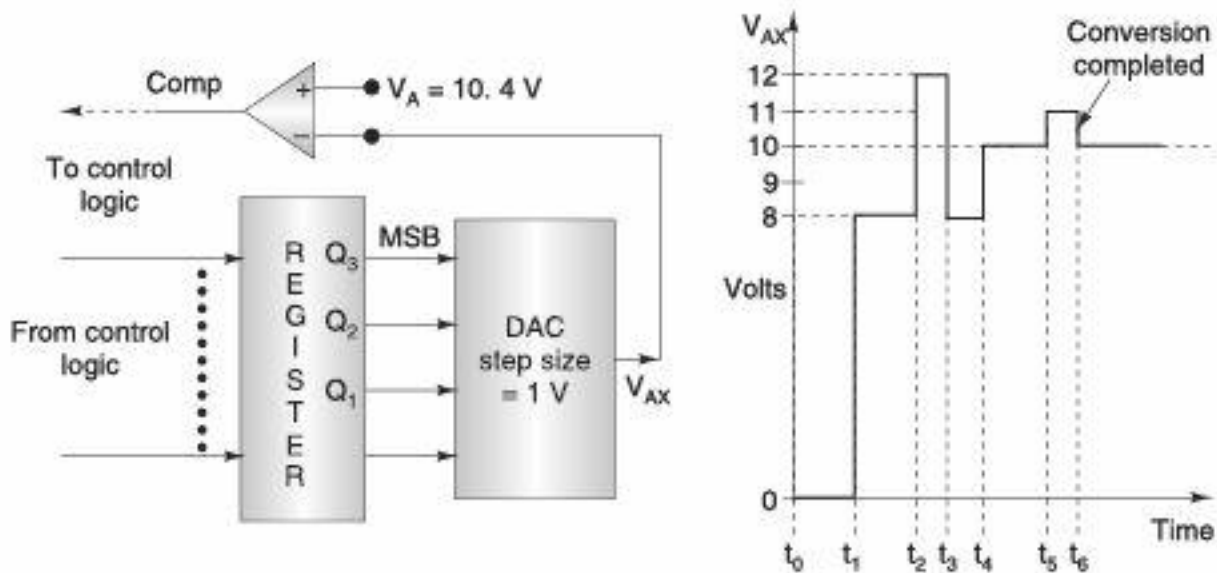 Comp
V_A = 10. 4 V
+
−
To control
logic
From control
logic
REGISTER
Q₃
Q₂
Q₁
MSB
DAC
step size
= 1 V
V_AX
V_AX
Conversion
completed
12
11
10
9
8
Volts
0
Time
t₀ t₁ t₂ t₃ t₄ t₅ t₆